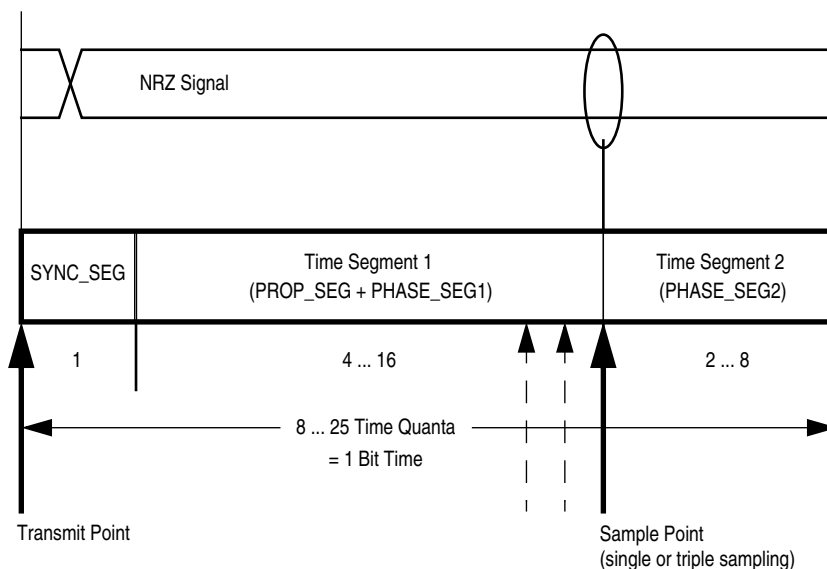 NRZ Signal
SYNC_SEG
Time Segment 1
(PROP_SEG + PHASE_SEG1)
Time Segment 2
(PHASE_SEG2)
1
4 ... 16
2 ... 8
8 ... 25 Time Quanta
= 1 Bit Time
Transmit Point
Sample Point
(single or triple sampling)